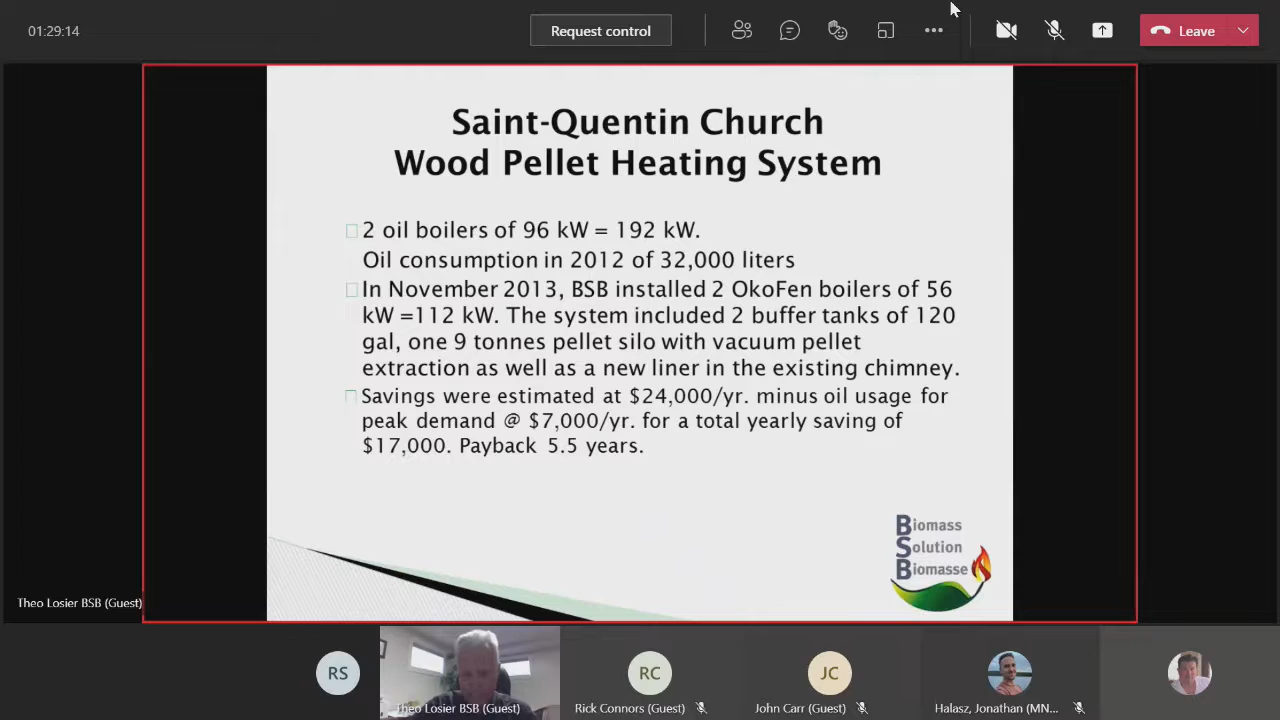 01:29:14
Request control
Leave
Saint-Quentin Church
Wood Pellet Heating System
2 oil boilers of 96 kW = 192 kW.
Oil consumption in 2012 of 32,000 liters
In November 2013, BSB installed 2 OkoFen boilers of 56
kW =112 kW. The system included 2 buffer tanks of 120
gal, one 9 tonnes pellet silo with vacuum pellet
extraction as well as a new liner in the existing chimney.
Savings were estimated at $24,000/yr. minus oil usage for
peak demand @ $7,000/yr. for a total yearly saving of
$17,000. Payback 5.5 years.
Biomass
Solution
Biomasse
Theo Losier BSB (Guest)
RS
RC
JC
Theo Losier BSB (Guest)
Rick Connors (Guest)
John Carr (Guest)
Halasz, Jonathan (MN...